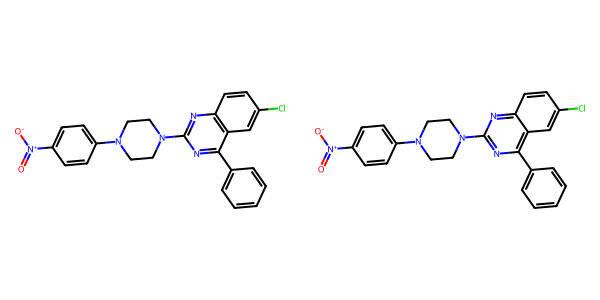 Cl Cl
N N
O⁻ N N O⁻ N N
N⁺ N N⁺ N
O O